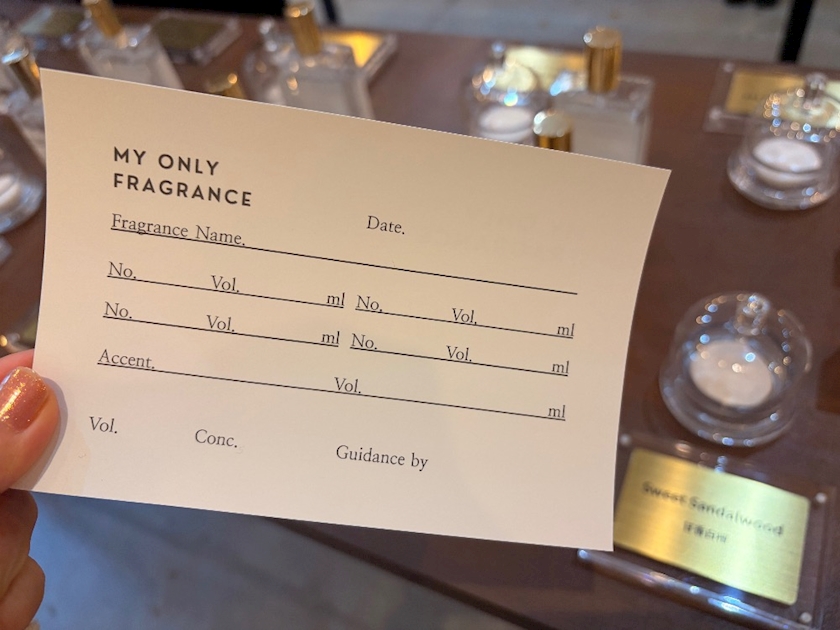 MY ONLY
FRAGRANCE
Date.
Fragrance Name.
No. Vol. ml No. Vol. ml
No. Vol. ml No. Vol. ml
Accent. Vol. ml
Vol. Conc. Guidance by
Sweet Sandalwood